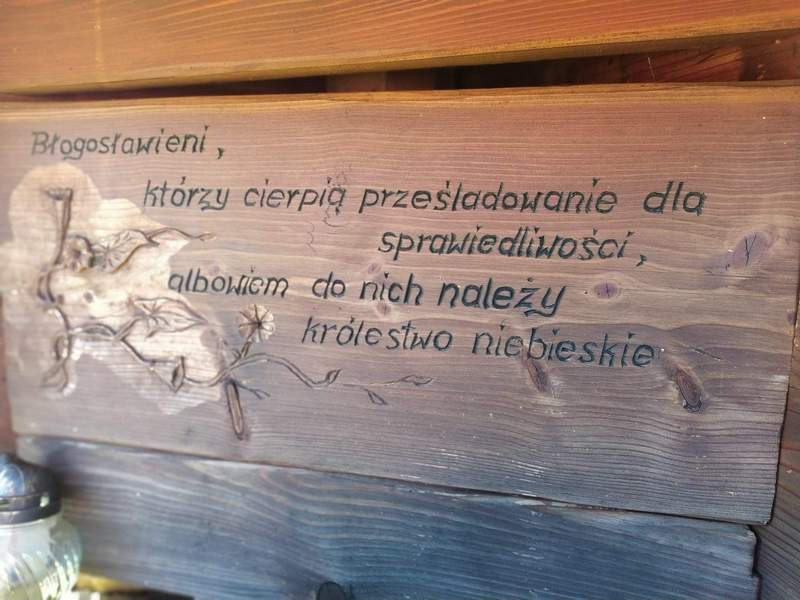 Błogosławieni,
którzy cierpią prześladowanie dla
sprawiedliwości,
albowiem do nich należy
królestwo niebieskie